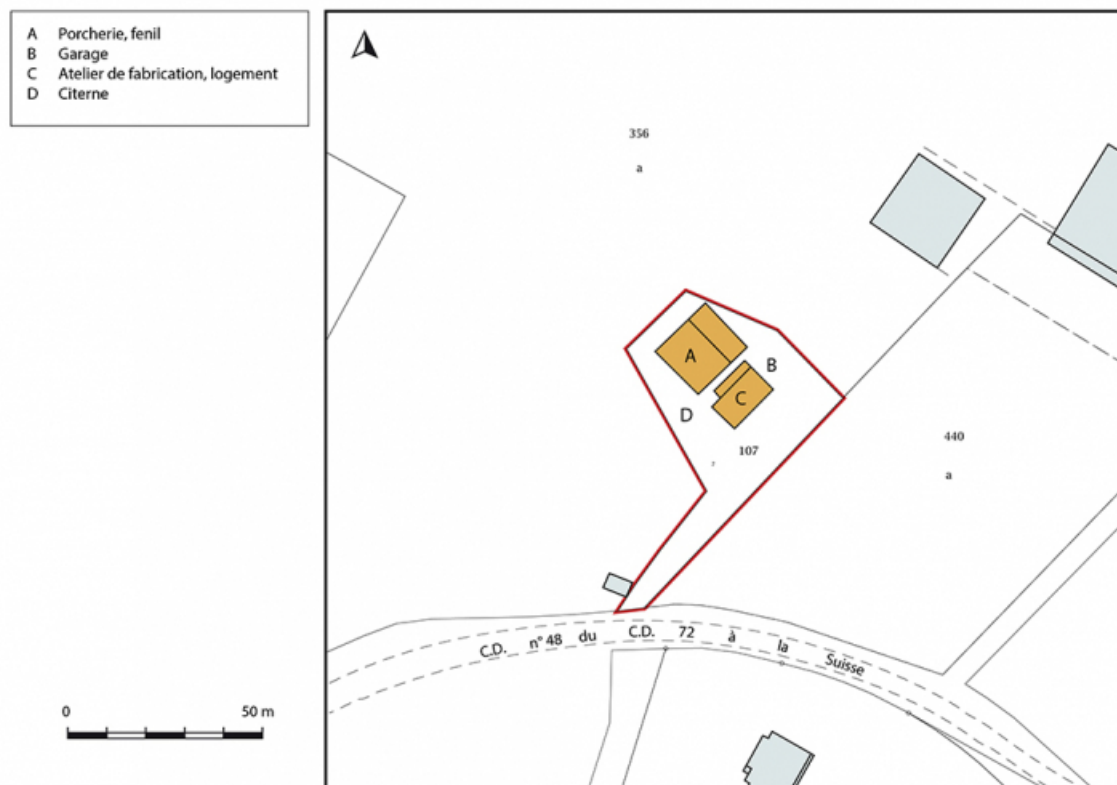 A Porcherie, fenil
B Garage
C Atelier de fabrication, logement
D Citerne
356
a
A
B
C
D
107
440
a
C.D. n° 48 du C.D. 72 à la Suisse
0 50 m